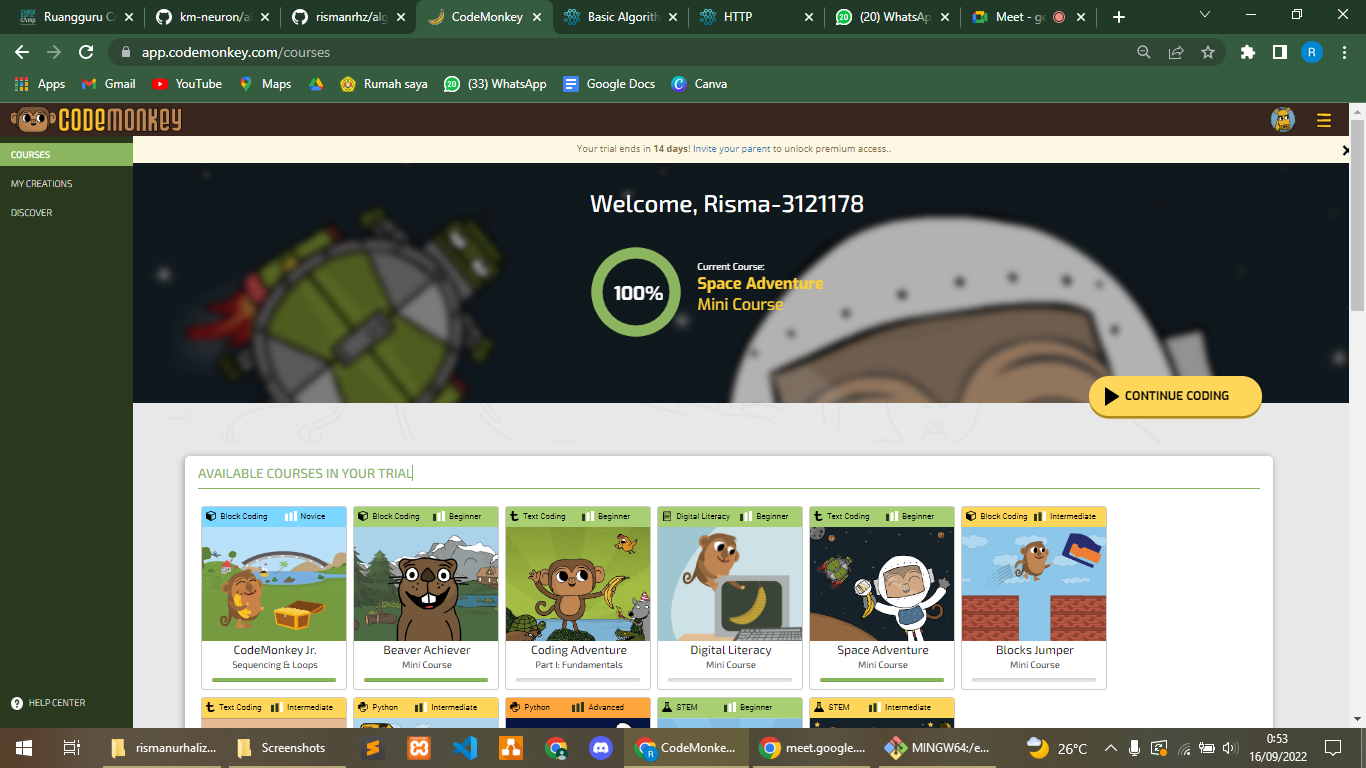 Ruangguru CA
km-neuron/al
rismanrhz/alg
CodeMonkey
Basic Algorith
HTTP
(20) WhatsAp
Meet - ge
app.codemonkey.com/courses
R
Apps
Gmail
YouTube
Maps
Rumah saya
20
(33) WhatsApp
Google Docs
Canva
CODEMONKEY
COURSES
Your trial ends in 14 days! Invite your parent to unlock premium access..
MY CREATIONS
DISCOVER
Welcome, Risma-3121178
100%
Current Course:
Space Adventure
Mini Course
CONTINUE CODING
AVAILABLE COURSES IN YOUR TRIAL
Block Coding Novice
CodeMonkey Jr.
Sequencing & Loops
Block Coding Beginner
Beaver Achiever
Mini Course
Text Coding Beginner
Coding Adventure
Part I: Fundamentals
Digital Literacy Beginner
Digital Literacy
Mini Course
Text Coding Beginner
Space Adventure
Mini Course
Block Coding Intermediate
Blocks Jumper
Mini Course
Text Coding Intermediate
Python Intermediate
Python Advanced
STEM Beginner
STEM Intermediate
HELP CENTER
rismanurhaliz...
Screenshots
CodeMonke...
meet.google....
MINGW64:/e...
26°C
0:53
16/09/2022